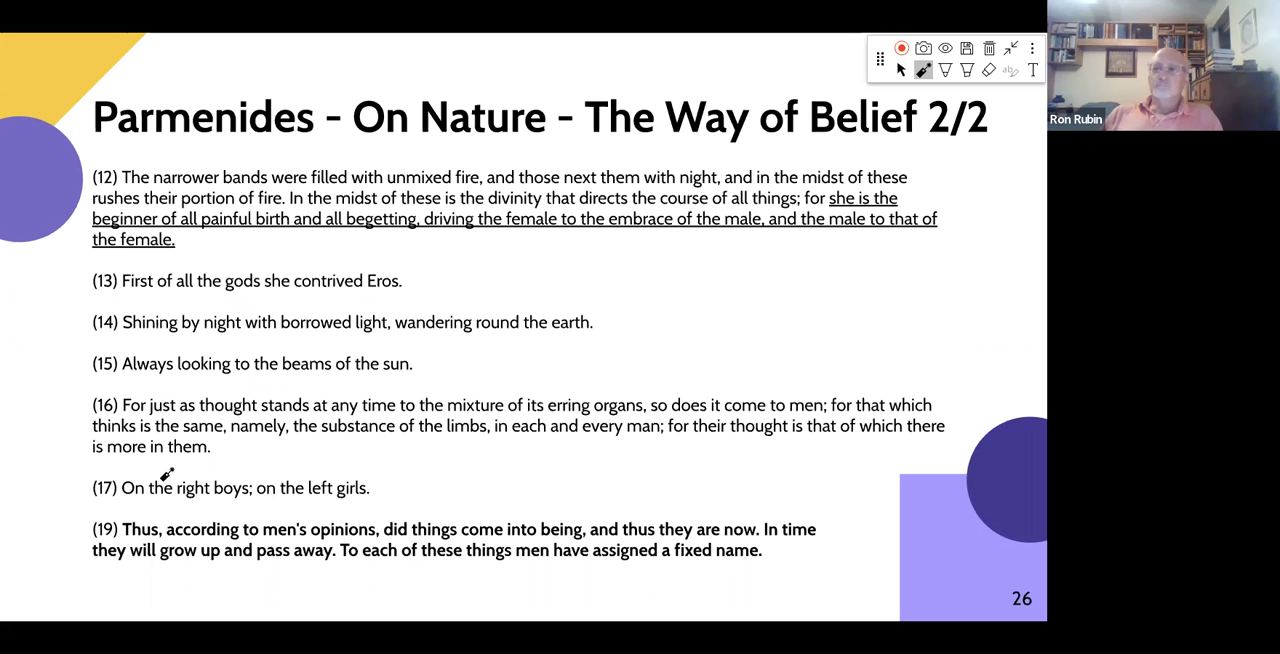 Parmenides - On Nature - The Way of Belief 2/2
(12) The narrower bands were filled with unmixed fire, and those next them with night, and in the midst of these
rushes their portion of fire. In the midst of these is the divinity that directs the course of all things; for she is the
beginner of all painful birth and all begetting, driving the female to the embrace of the male, and the male to that of
the female.
(13) First of all the gods she contrived Eros.
(14) Shining by night with borrowed light, wandering round the earth.
(15) Always looking to the beams of the sun.
(16) For just as thought stands at any time to the mixture of its erring organs, so does it come to men; for that which
thinks is the same, namely, the substance of the limbs, in each and every man; for their thought is that of which there
is more in them.
(17) On the right boys; on the left girls.
(19) Thus, according to men's opinions, did things come into being, and thus they are now. In time
they will grow up and pass away. To each of these things men have assigned a fixed name.
26
ab
T
Ron Rubin